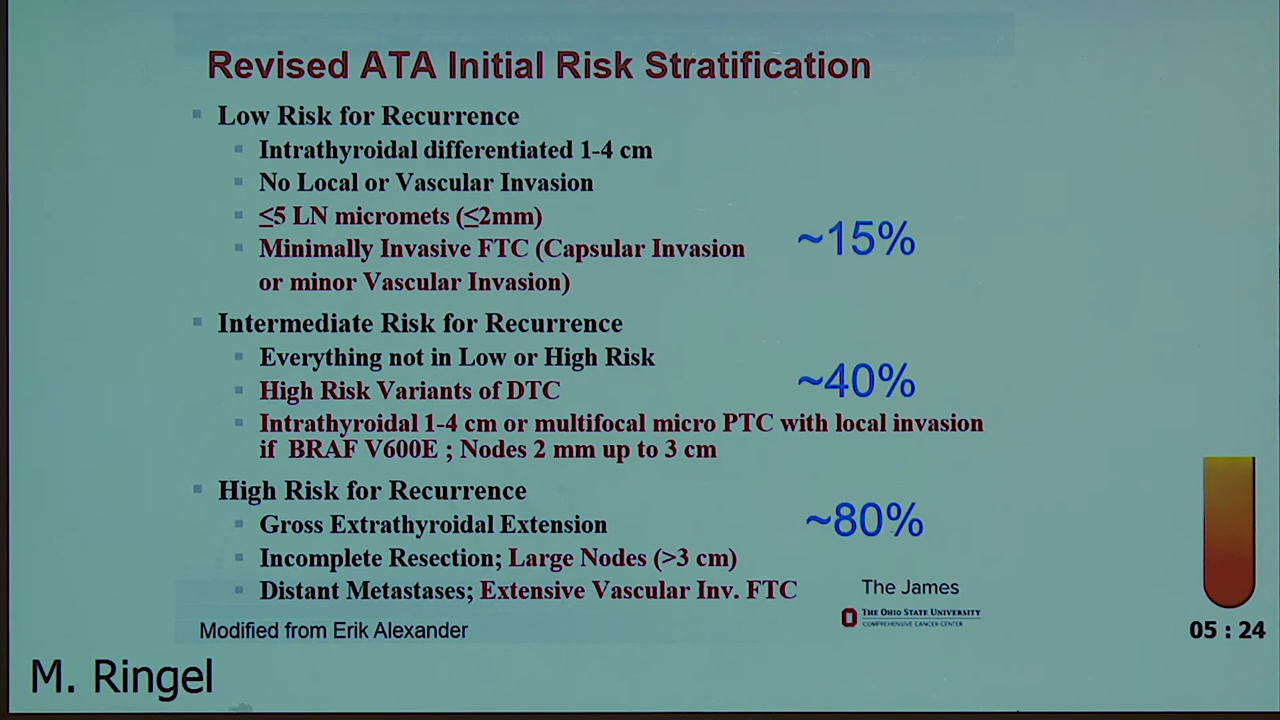 Revised ATA Initial Risk Stratification
Low Risk for Recurrence
Intrathyroidal differentiated 1-4 cm
No Local or Vascular Invasion
≤5 LN micromets (≤2mm)
Minimally Invasive FTC (Capsular Invasion
or minor Vascular Invasion)
~15%
Intermediate Risk for Recurrence
Everything not in Low or High Risk
High Risk Variants of DTC
~40%
Intrathyroidal 1-4 cm or multifocal micro PTC with local invasion
if BRAF V600E ; Nodes 2 mm up to 3 cm
High Risk for Recurrence
Gross Extrathyroidal Extension
~80%
Incomplete Resection; Large Nodes (>3 cm)
Distant Metastases; Extensive Vascular Inv. FTC
The James
THE OHIO STATE UNIVERSITY
COMPREHENSIVE CANCER CENTER
Modified from Erik Alexander
05 : 24
M. Ringel